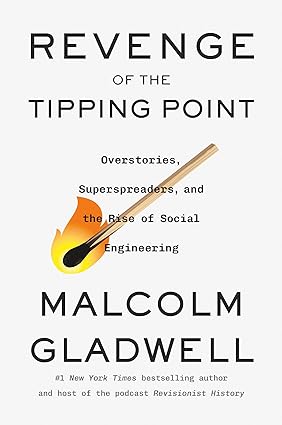 REVENGE
OF THE
TIPPING POINT
Overstories,
Superspreaders, and
the Rise of Social
Engineering
MALCOLM
GLADWELL
#1 New York Times bestselling author
and host of the podcast Revisionist History